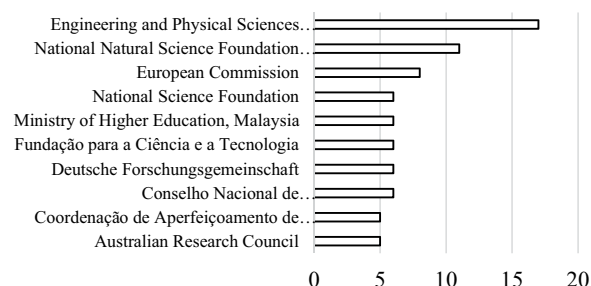 Engineering and Physical Sciences…
National Natural Science Foundation…
European Commission
National Science Foundation
Ministry of Higher Education, Malaysia
Fundação para a Ciência e a Tecnologia
Deutsche Forschungsgemeinschaft
Conselho Nacional de…
Coordenação de Aperfeiçoamento de…
Australian Research Council
0 5 10 15 20